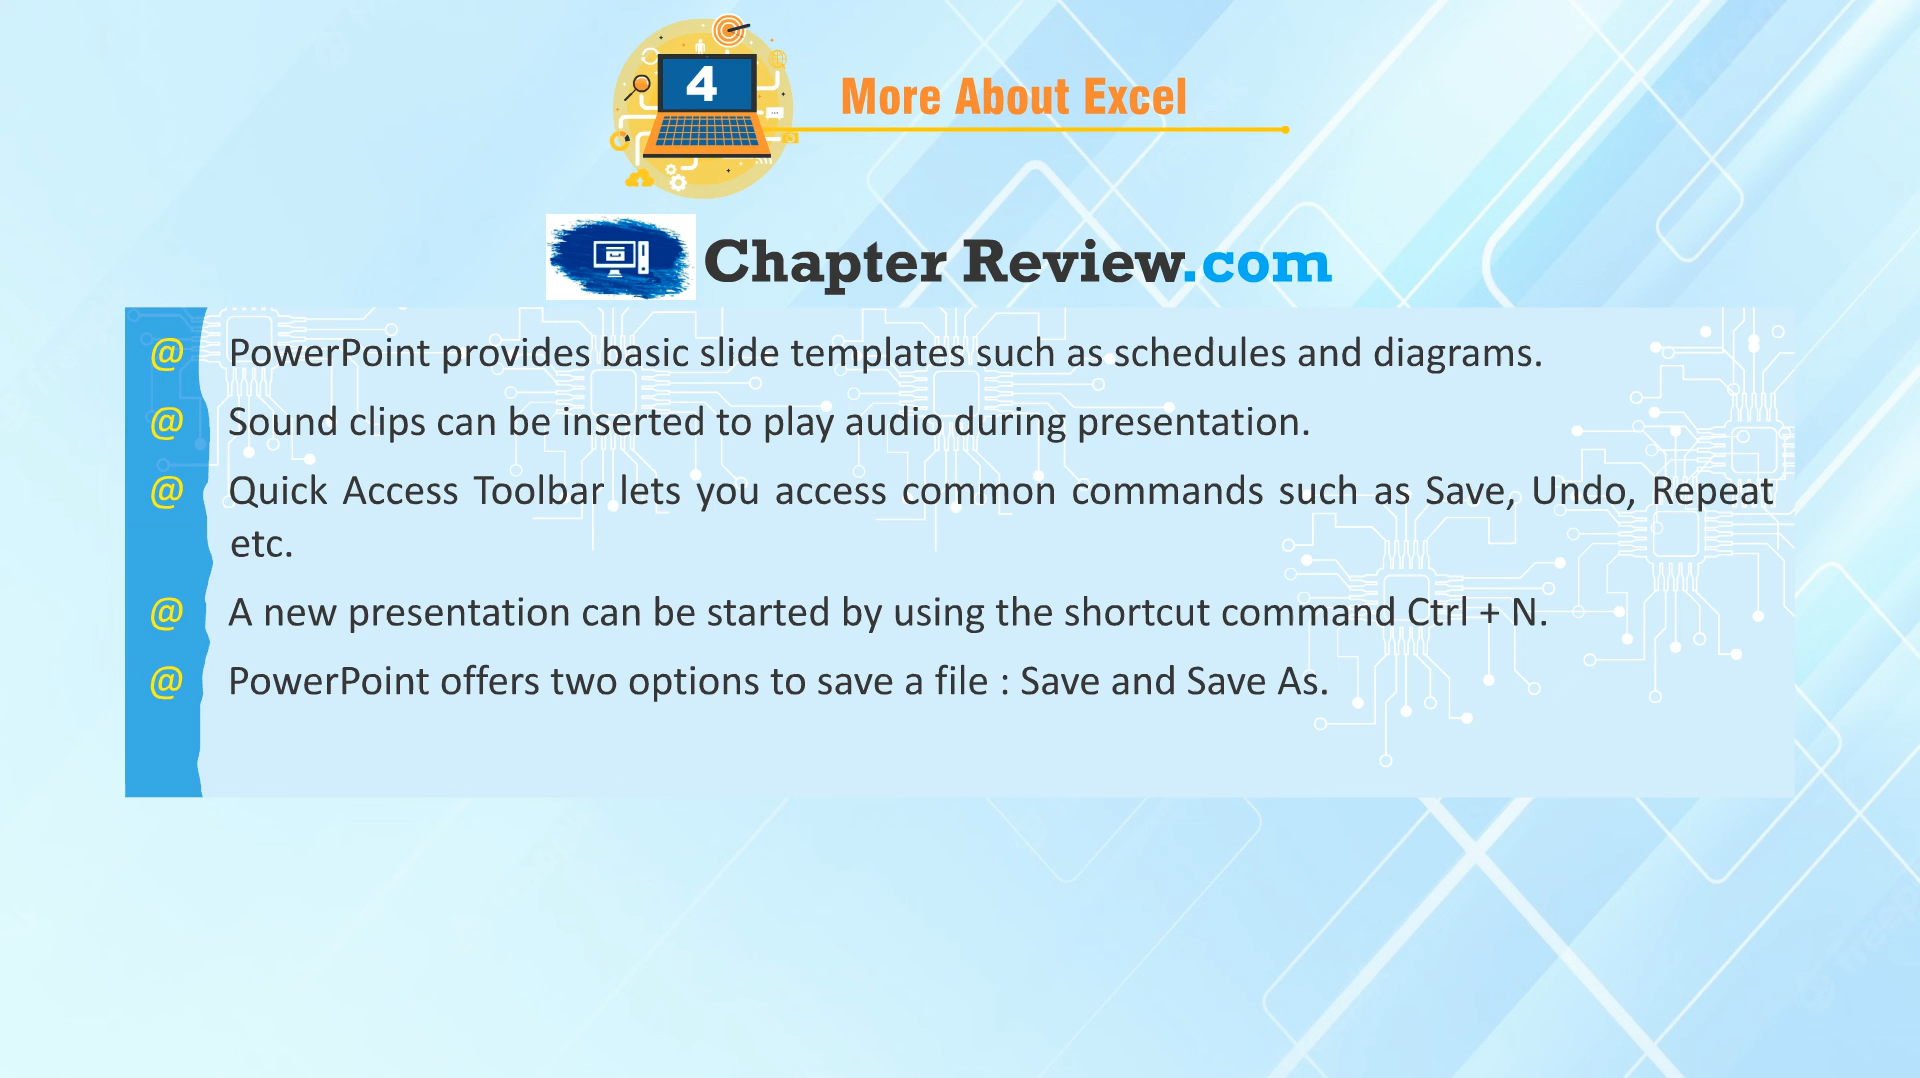 4
More About Excel
Chapter Review.com
@ PowerPoint provides basic slide templates such as schedules and diagrams.
@ Sound clips can be inserted to play audio during presentation.
@ Quick Access Toolbar lets you access common commands such as Save, Undo, Repeat
etc.
@ A new presentation can be started by using the shortcut command Ctrl + N.
@ PowerPoint offers two options to save a file : Save and Save As.